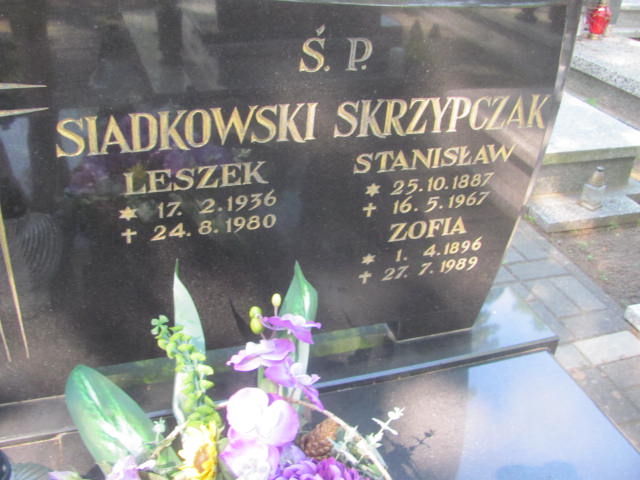 Ś. P.
SIADKOWSKI
LESZEK
* 17. 2. 1936
+ 24. 8. 1980
SKRZYPCZAK
STANISŁAW
* 25. 10. 1887
+ 16. 5. 1967
ZOFIA
* 1. 4. 1896
+ 27. 7. 1989